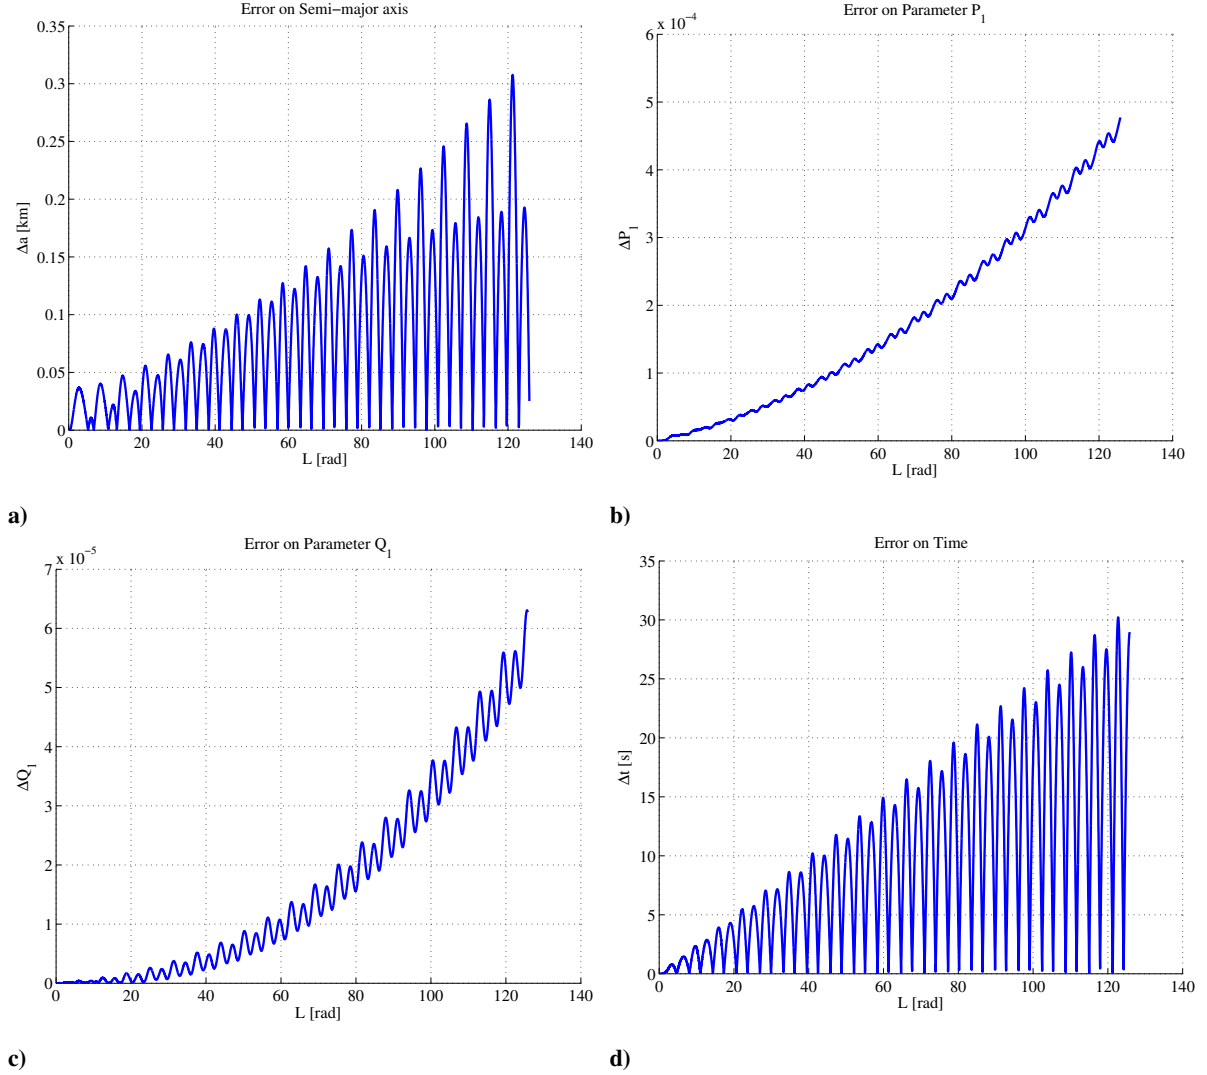 Error on Semi−major axis
0.35
0.3
0.25
0.2
0.15
0.1
0.05
0
Δa [km]
0 20 40 60 80 100 120 140
L [rad]
a)
Error on Parameter P1
x 10−4
6
5
4
3
2
1
0
ΔP1
0 20 40 60 80 100 120 140
L [rad]
b)
Error on Parameter Q1
x 10−5
7
6
5
4
3
2
1
0
ΔQ1
0 20 40 60 80 100 120 140
L [rad]
c)
Error on Time
35
30
25
20
15
10
5
0
Δt [s]
0 20 40 60 80 100 120 140
L [rad]
d)